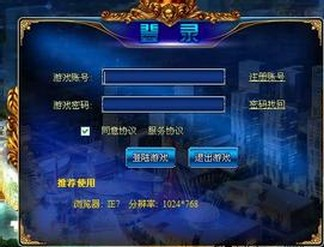 登 录
游戏账号: 注册账号
游戏密码: 密码找回
同意协议 服务协议
登陆游戏 退出游戏
推荐使用
浏览器: IE7 分辨率: 1024*768